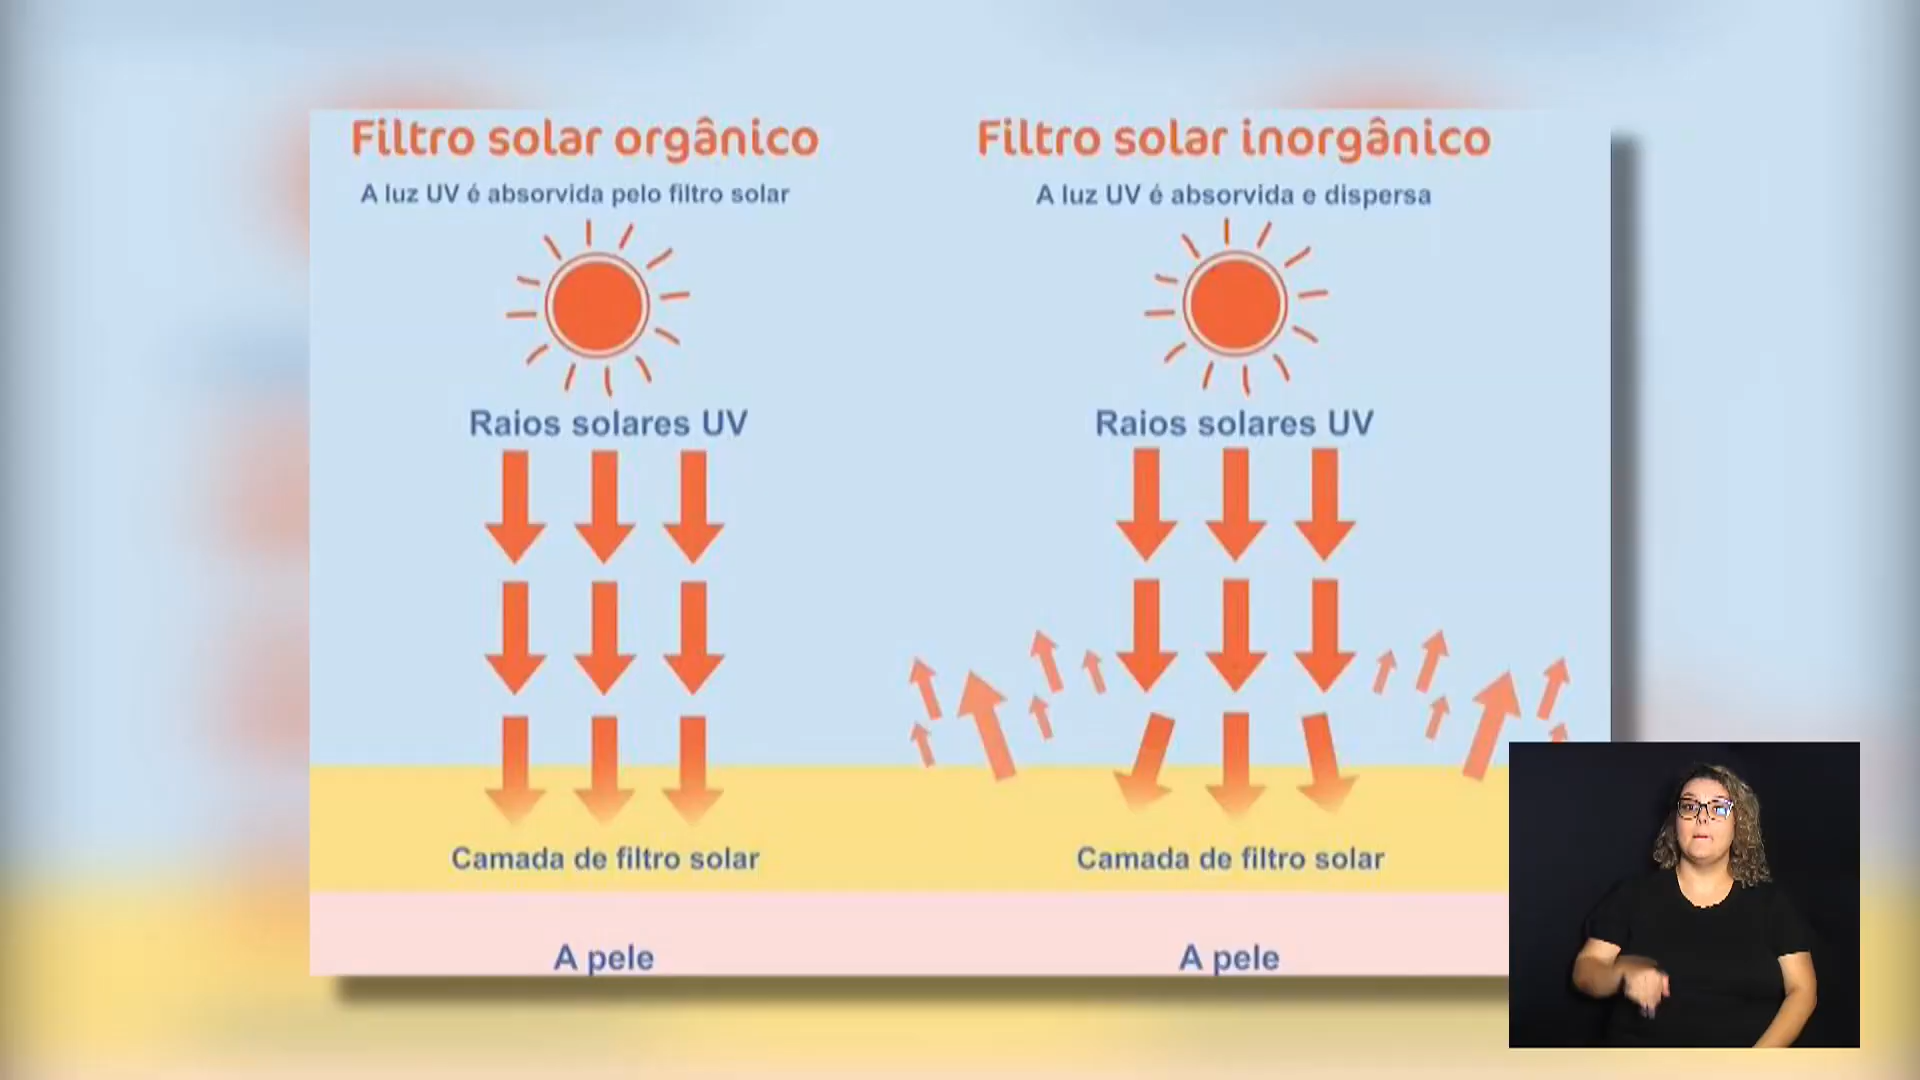 Filtro solar orgânico
A luz UV é absorvida pelo filtro solar
Raios solares UV
Camada de filtro solar
A pele
Filtro solar inorgânico
A luz UV é absorvida e dispersa
Raios solares UV
Camada de filtro solar
A pele